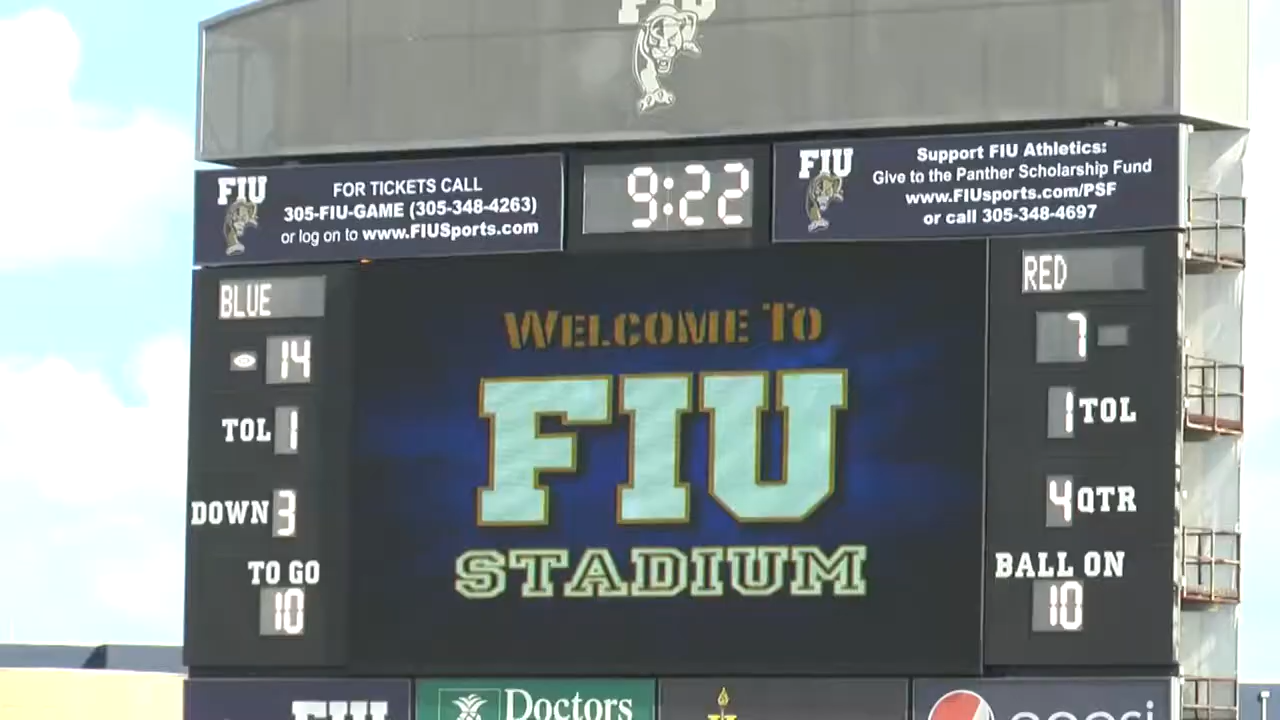 FIU
FIU
FOR TICKETS CALL
305-FIU-GAME (305-348-4263)
or log on to www.FIUSports.com
9:22
FIU
Support FIU Athletics:
Give to the Panther Scholarship Fund
www.FIUsports.com/PSF
or call 305-348-4697
BLUE
14
TOL 1
DOWN 3
TO GO
10
WELCOME TO
FIU
STADIUM
RED
7
1 TOL
4 QTR
BALL ON
10
FIU
Doctors
pepsi